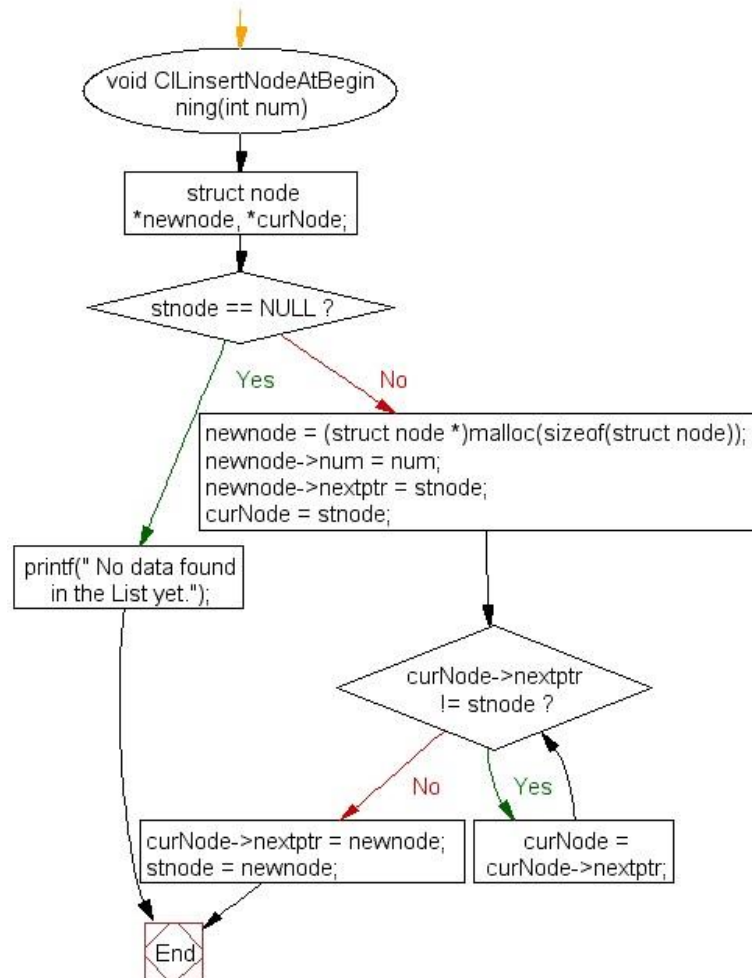 void ClLinsertNodeAtBegin
ning(int num)
struct node
*newnode, *curNode;
stnode == NULL ?
Yes
No
newnode = (struct node *)malloc(sizeof(struct node));
newnode->num = num;
newnode->nextptr = stnode;
curNode = stnode;
printf(" No data found
in the List yet.");
curNode->nextptr
!= stnode ?
No
Yes
curNode->nextptr = newnode;
stnode = newnode;
curNode =
curNode->nextptr;
End